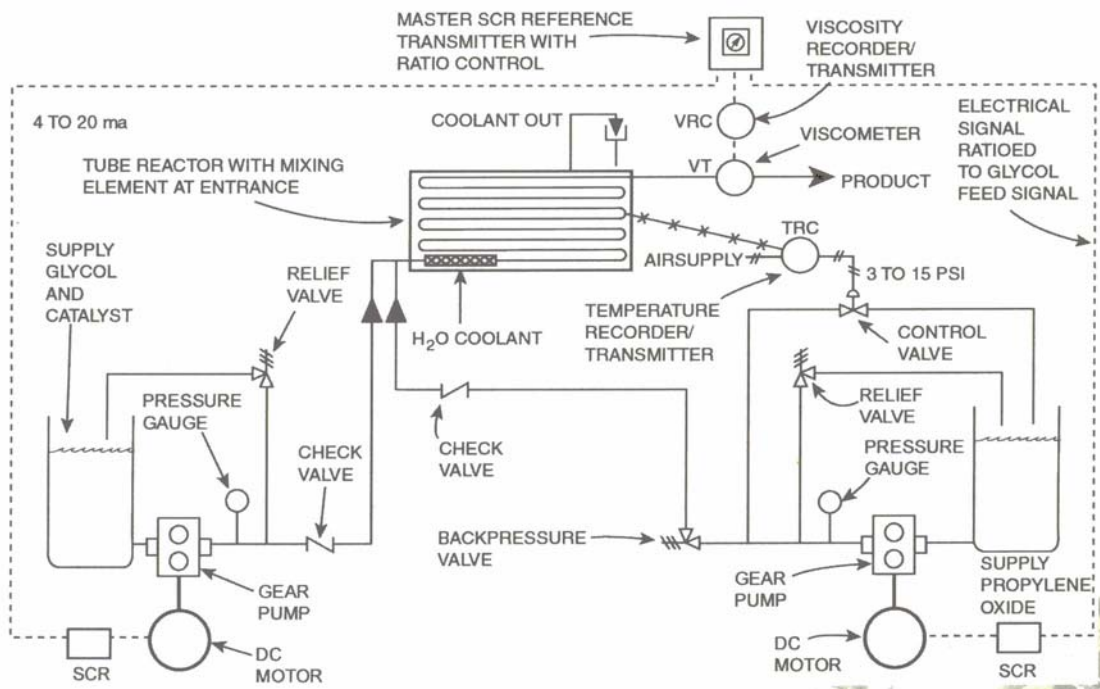 MASTER SCR REFERENCE
TRANSMITTER WITH
RATIO CONTROL
VISCOSITY
RECORDER/
TRANSMITTER
4 TO 20 ma
COOLANT OUT
VRC
ELECTRICAL
SIGNAL
RATIOED
TO GLYCOL
FEED SIGNAL
TUBE REACTOR WITH MIXING
ELEMENT AT ENTRANCE
VT
VISCOMETER
PRODUCT
SUPPLY
GLYCOL
AND
CATALYST
RELIEF
VALVE
TRC
AIRSUPPLY
3 TO 15 PSI
H2O COOLANT
TEMPERATURE
RECORDER/
TRANSMITTER
CONTROL
VALVE
PRESSURE
GAUGE
CHECK
VALVE
CHECK
VALVE
RELIEF
VALVE
PRESSURE
GAUGE
BACKPRESSURE
VALVE
GEAR
PUMP
GEAR
PUMP
SUPPLY
PROPYLENE
OXIDE
SCR
DC
MOTOR
DC
MOTOR
SCR